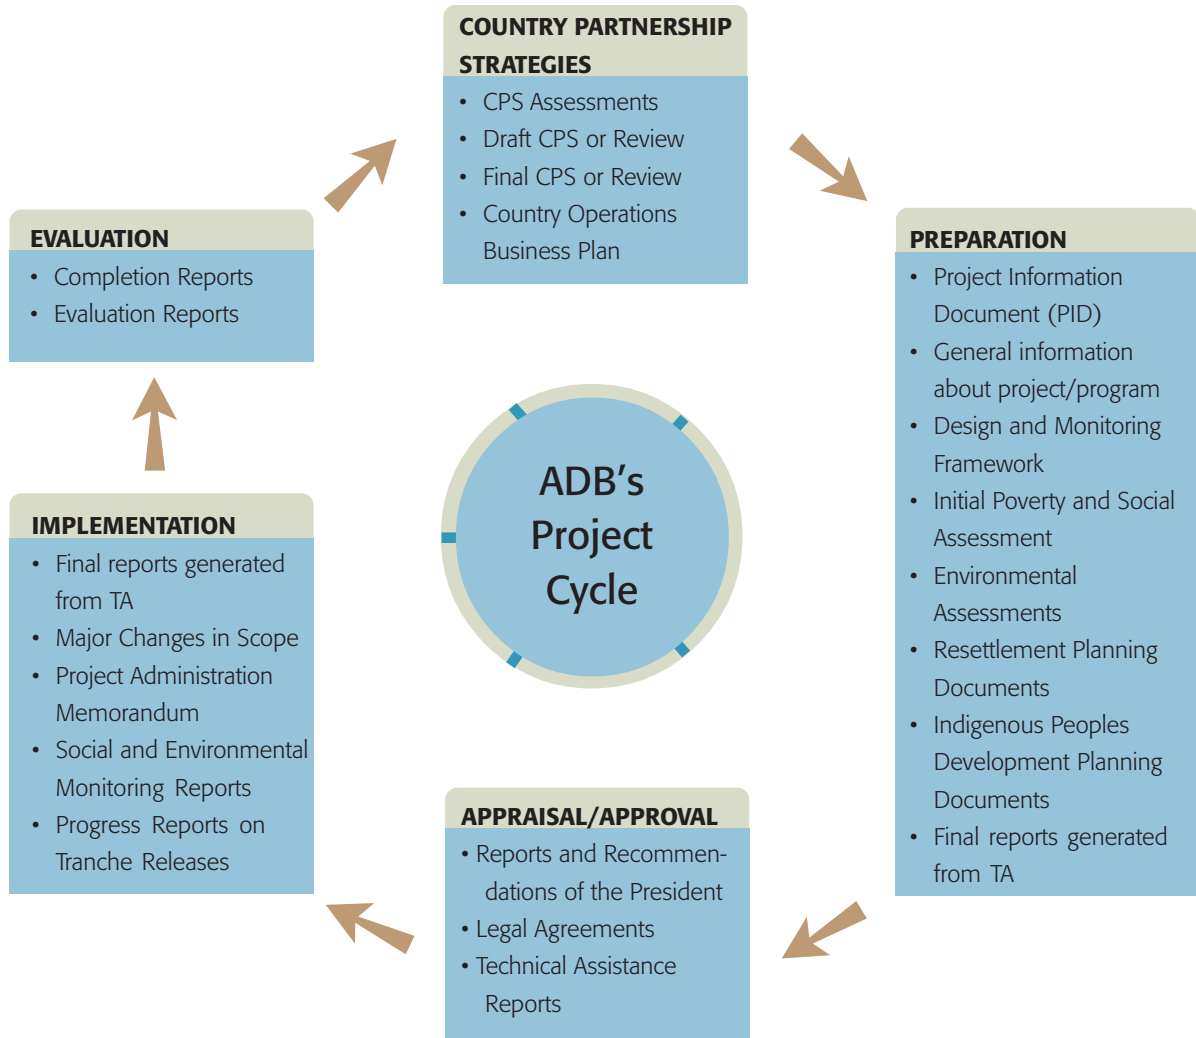 COUNTRY PARTNERSHIP
STRATEGIES
• CPS Assessments
• Draft CPS or Review
• Final CPS or Review
• Country Operations
Business Plan
PREPARATION
• Project Information
Document (PID)
• General information
about project/program
• Design and Monitoring
Framework
• Initial Poverty and Social
Assessment
• Environmental
Assessments
• Resettlement Planning
Documents
• Indigenous Peoples
Development Planning
Documents
• Final reports generated
from TA
APPRAISAL/APPROVAL
• Reports and Recommen-
dations of the President
• Legal Agreements
• Technical Assistance
Reports
IMPLEMENTATION
• Final reports generated
from TA
• Major Changes in Scope
• Project Administration
Memorandum
• Social and Environmental
Monitoring Reports
• Progress Reports on
Tranche Releases
EVALUATION
• Completion Reports
• Evaluation Reports
ADB's
Project
Cycle